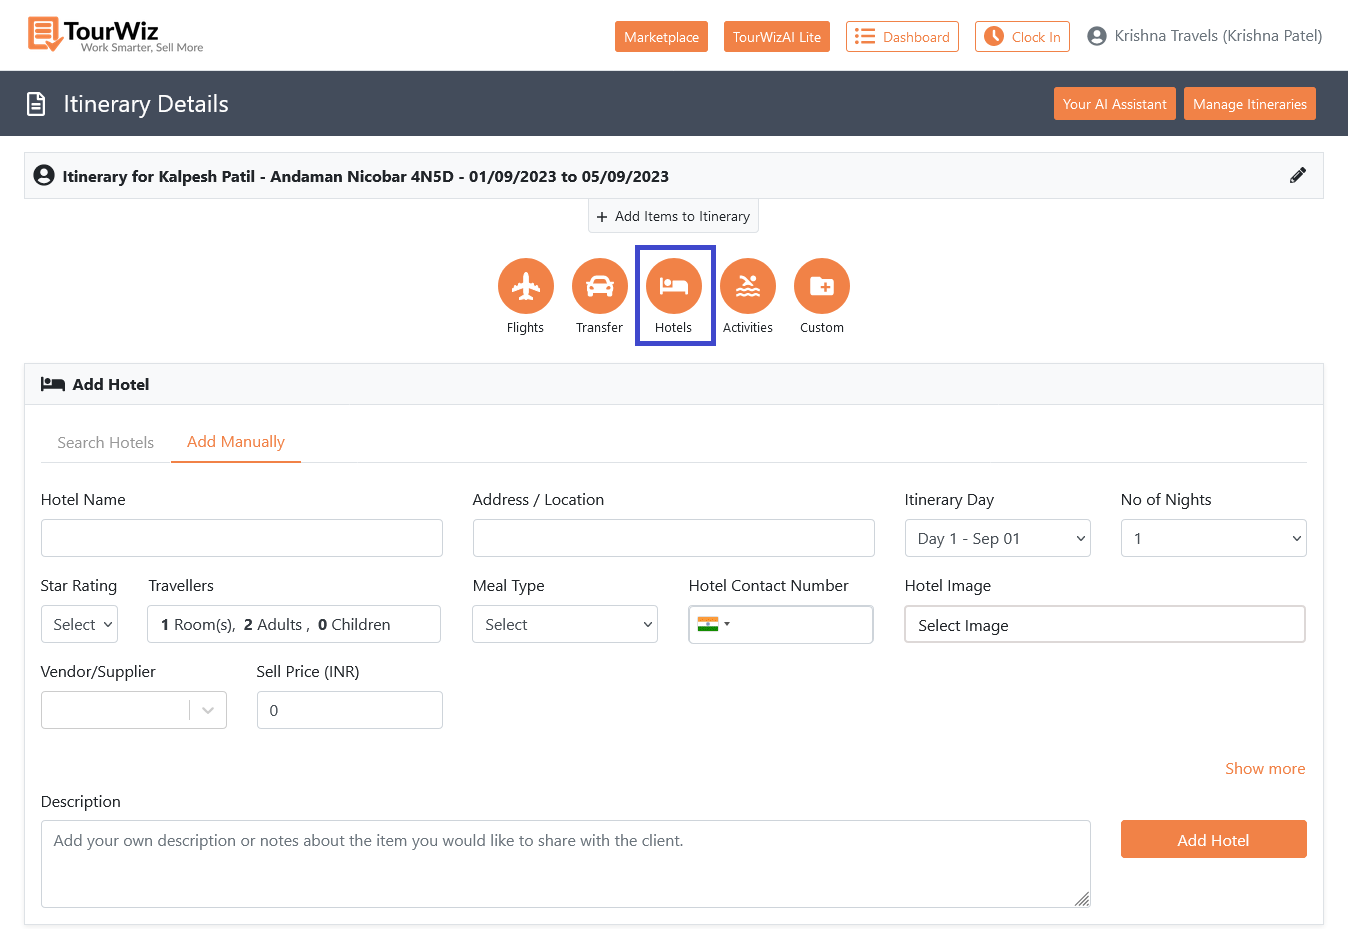 TourWiz
Work Smarter, Sell More
Marketplace
TourWizAI Lite
Dashboard
Clock In
Krishna Travels (Krishna Patel)
Itinerary Details
Your AI Assistant
Manage Itineraries
Itinerary for Kalpesh Patil - Andaman Nicobar 4N5D - 01/09/2023 to 05/09/2023
+ Add Items to Itinerary
Flights
Transfer
Hotels
Activities
Custom
Add Hotel
Search Hotels
Add Manually
Hotel Name
Address / Location
Itinerary Day
No of Nights
Day 1 - Sep 01
1
Star Rating
Travellers
Meal Type
Hotel Contact Number
Hotel Image
Select
1 Room(s), 2 Adults , 0 Children
Select
Select Image
Vendor/Supplier
Sell Price (INR)
0
Show more
Description
Add your own description or notes about the item you would like to share with the client.
Add Hotel